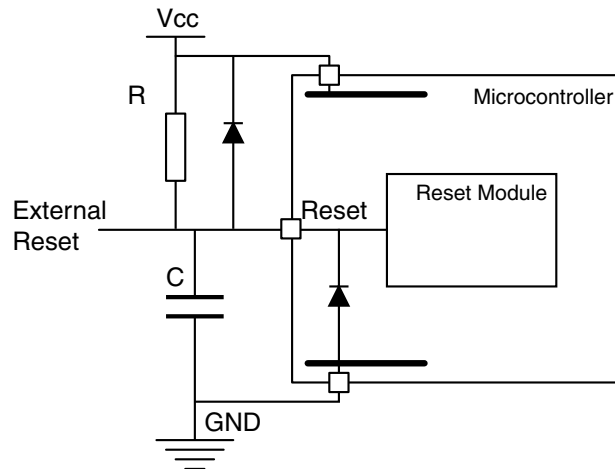 Vcc
R
Microcontroller
Reset Module
External
Reset
Reset
C
GND